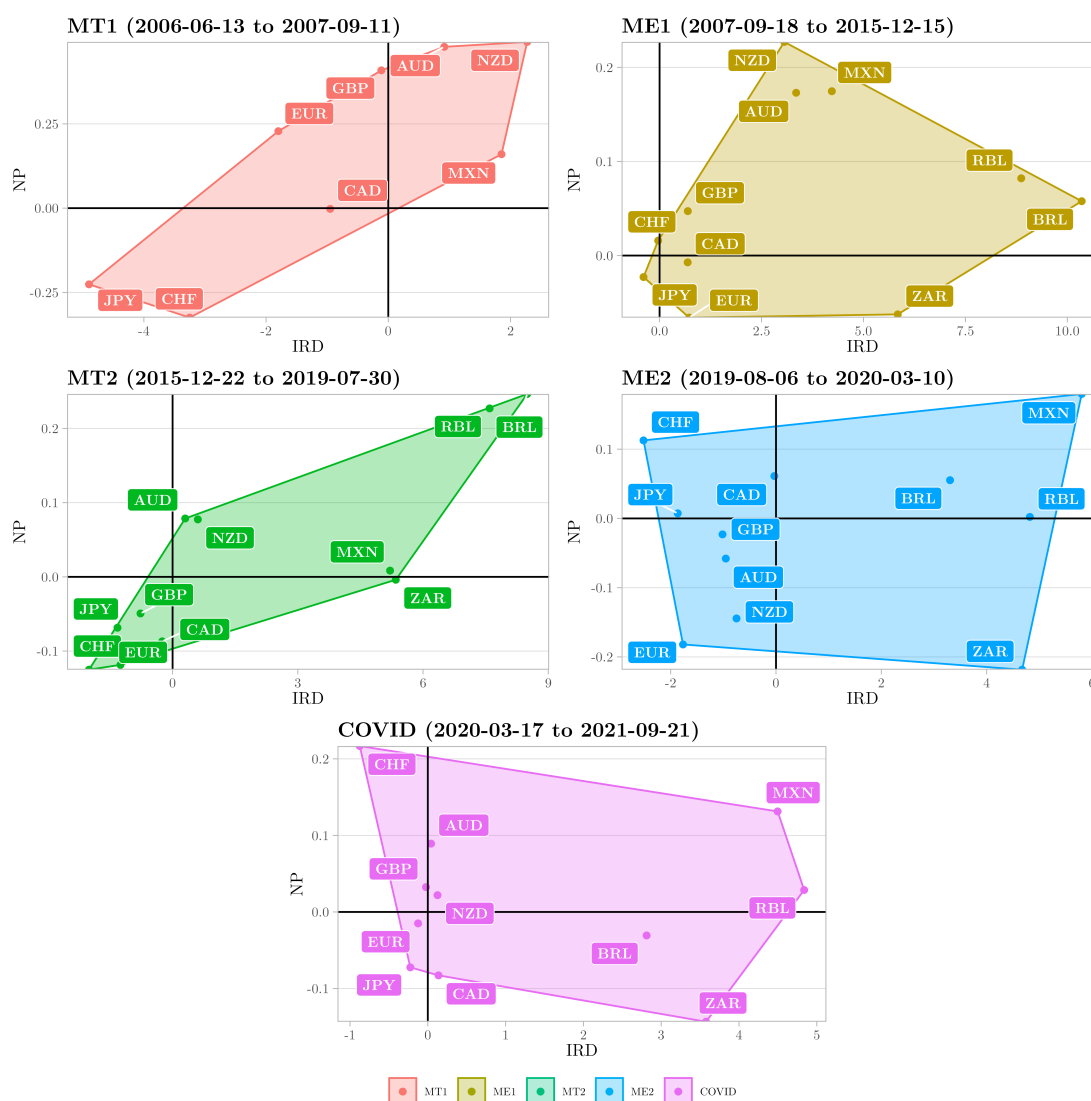 MT1 (2006-06-13 to 2007-09-11)
NP
0.25
0.00
-0.25
AUD
NZD
GBP
EUR
MXN
CAD
JPY
CHF
-4
-2
0
2
IRD
ME1 (2007-09-18 to 2015-12-15)
NP
0.2
0.1
0.0
NZD
MXN
AUD
RBL
GBP
CHF
BRL
CAD
JPY
EUR
ZAR
0.0
2.5
5.0
7.5
10.0
IRD
MT2 (2015-12-22 to 2019-07-30)
NP
0.2
0.1
0.0
-0.1
RBL
BRL
AUD
NZD
MXN
GBP
ZAR
JPY
CAD
CHF
EUR
0
3
6
9
IRD
ME2 (2019-08-06 to 2020-03-10)
NP
0.1
0.0
-0.1
-0.2
MXN
CHF
JPY
CAD
BRL
RBL
GBP
AUD
NZD
EUR
ZAR
-2
0
2
4
6
IRD
COVID (2020-03-17 to 2021-09-21)
NP
0.2
0.1
0.0
-0.1
CHF
MXN
AUD
GBP
RBL
NZD
EUR
BRL
JPY
CAD
ZAR
-1
0
1
2
3
4
5
IRD
MT1 ME1 MT2 ME2 COVID